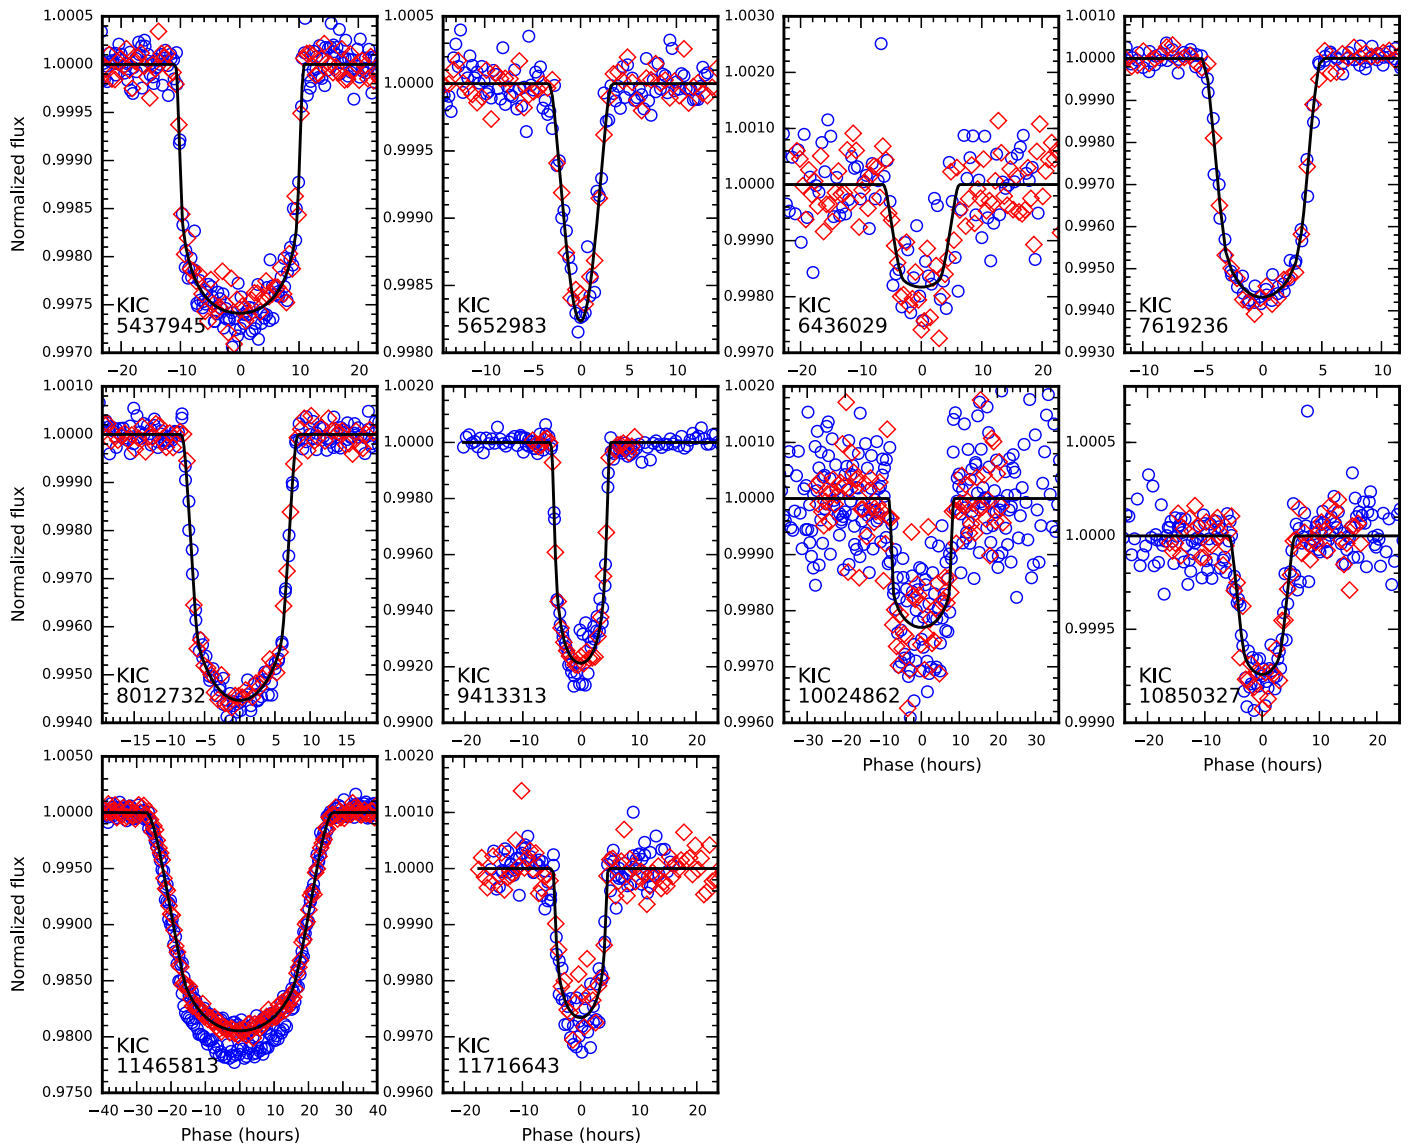 1.0005
1.0000
0.9995
0.9990
0.9985
0.9980
0.9975
0.9970
Normalized flux
KIC
5437945
−20 −10 0 10 20
1.0005
1.0000
0.9995
0.9990
0.9985
0.9980
KIC
5652983
−10 −5 0 5 10
1.0030
1.0020
1.0010
1.0000
0.9990
0.9980
0.9970
KIC
6436029
−20 −10 0 10 20
1.0010
1.0000
0.9990
0.9980
0.9970
0.9960
0.9950
0.9940
0.9930
KIC
7619236
−10 −5 0 5 10
1.0010
1.0000
0.9990
0.9980
0.9970
0.9960
0.9950
0.9940
Normalized flux
KIC
8012732
−15 −10 −5 0 5 10 15
1.0020
1.0000
0.9980
0.9960
0.9940
0.9920
0.9900
KIC
9413313
−20 −10 0 10 20
1.0020
1.0010
1.0000
0.9990
0.9980
0.9970
0.9960
KIC
10024862
−30 −20 −10 0 10 20 30
Phase (hours)
1.0005
1.0000
0.9995
0.9990
KIC
10850327
−20 −10 0 10 20
Phase (hours)
1.0050
1.0000
0.9950
0.9900
0.9850
0.9800
0.9750
Normalized flux
KIC
11465813
−40 −30 −20 −10 0 10 20 30 40
Phase (hours)
1.0020
1.0010
1.0000
0.9990
0.9980
0.9970
0.9960
KIC
11716643
−20 −10 0 10 20
Phase (hours)